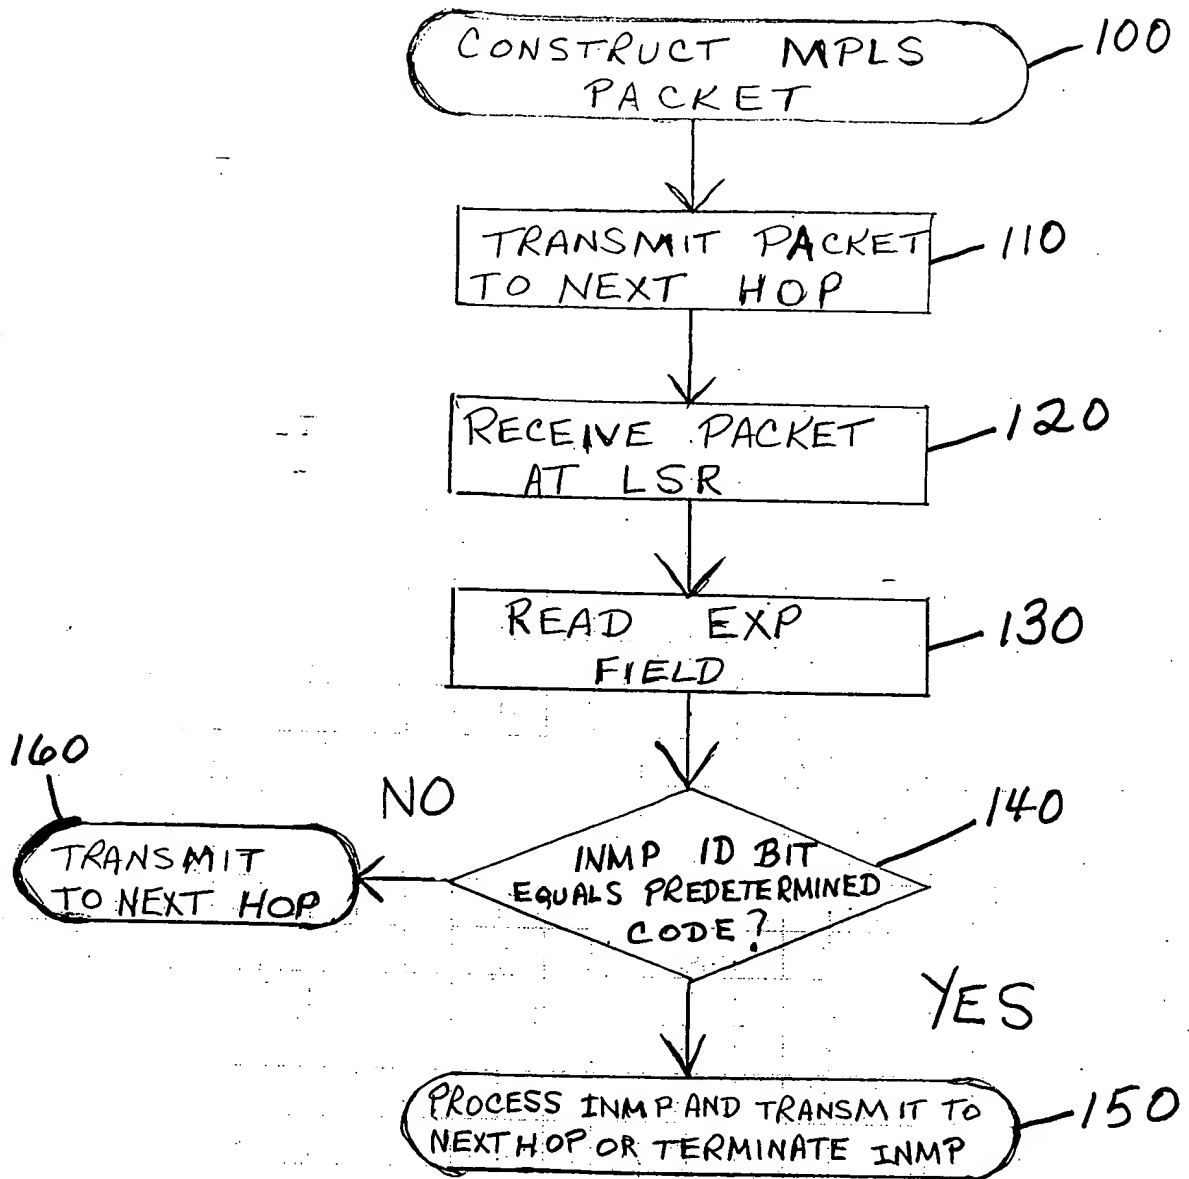 CONSTRUCT MPLS
PACKET
100
TRANSMIT PACKET
TO NEXT HOP
110
RECEIVE PACKET
AT LSR
120
READ EXP
FIELD
130
160
NO
TRANSMIT
TO NEXT HOP
INMP ID BIT
EQUALS PREDETERMINED
CODE?
140
YES
PROCESS INMP AND TRANSMIT TO
NEXT HOP OR TERMINATE INMP
150